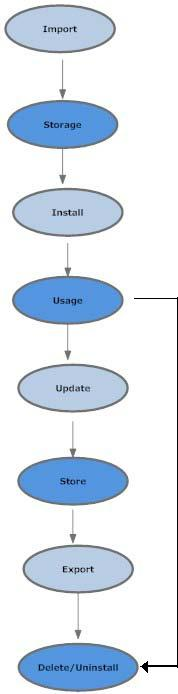 Import
Storage
Install
Usage
Update
Store
Export
Delete/Uninstall